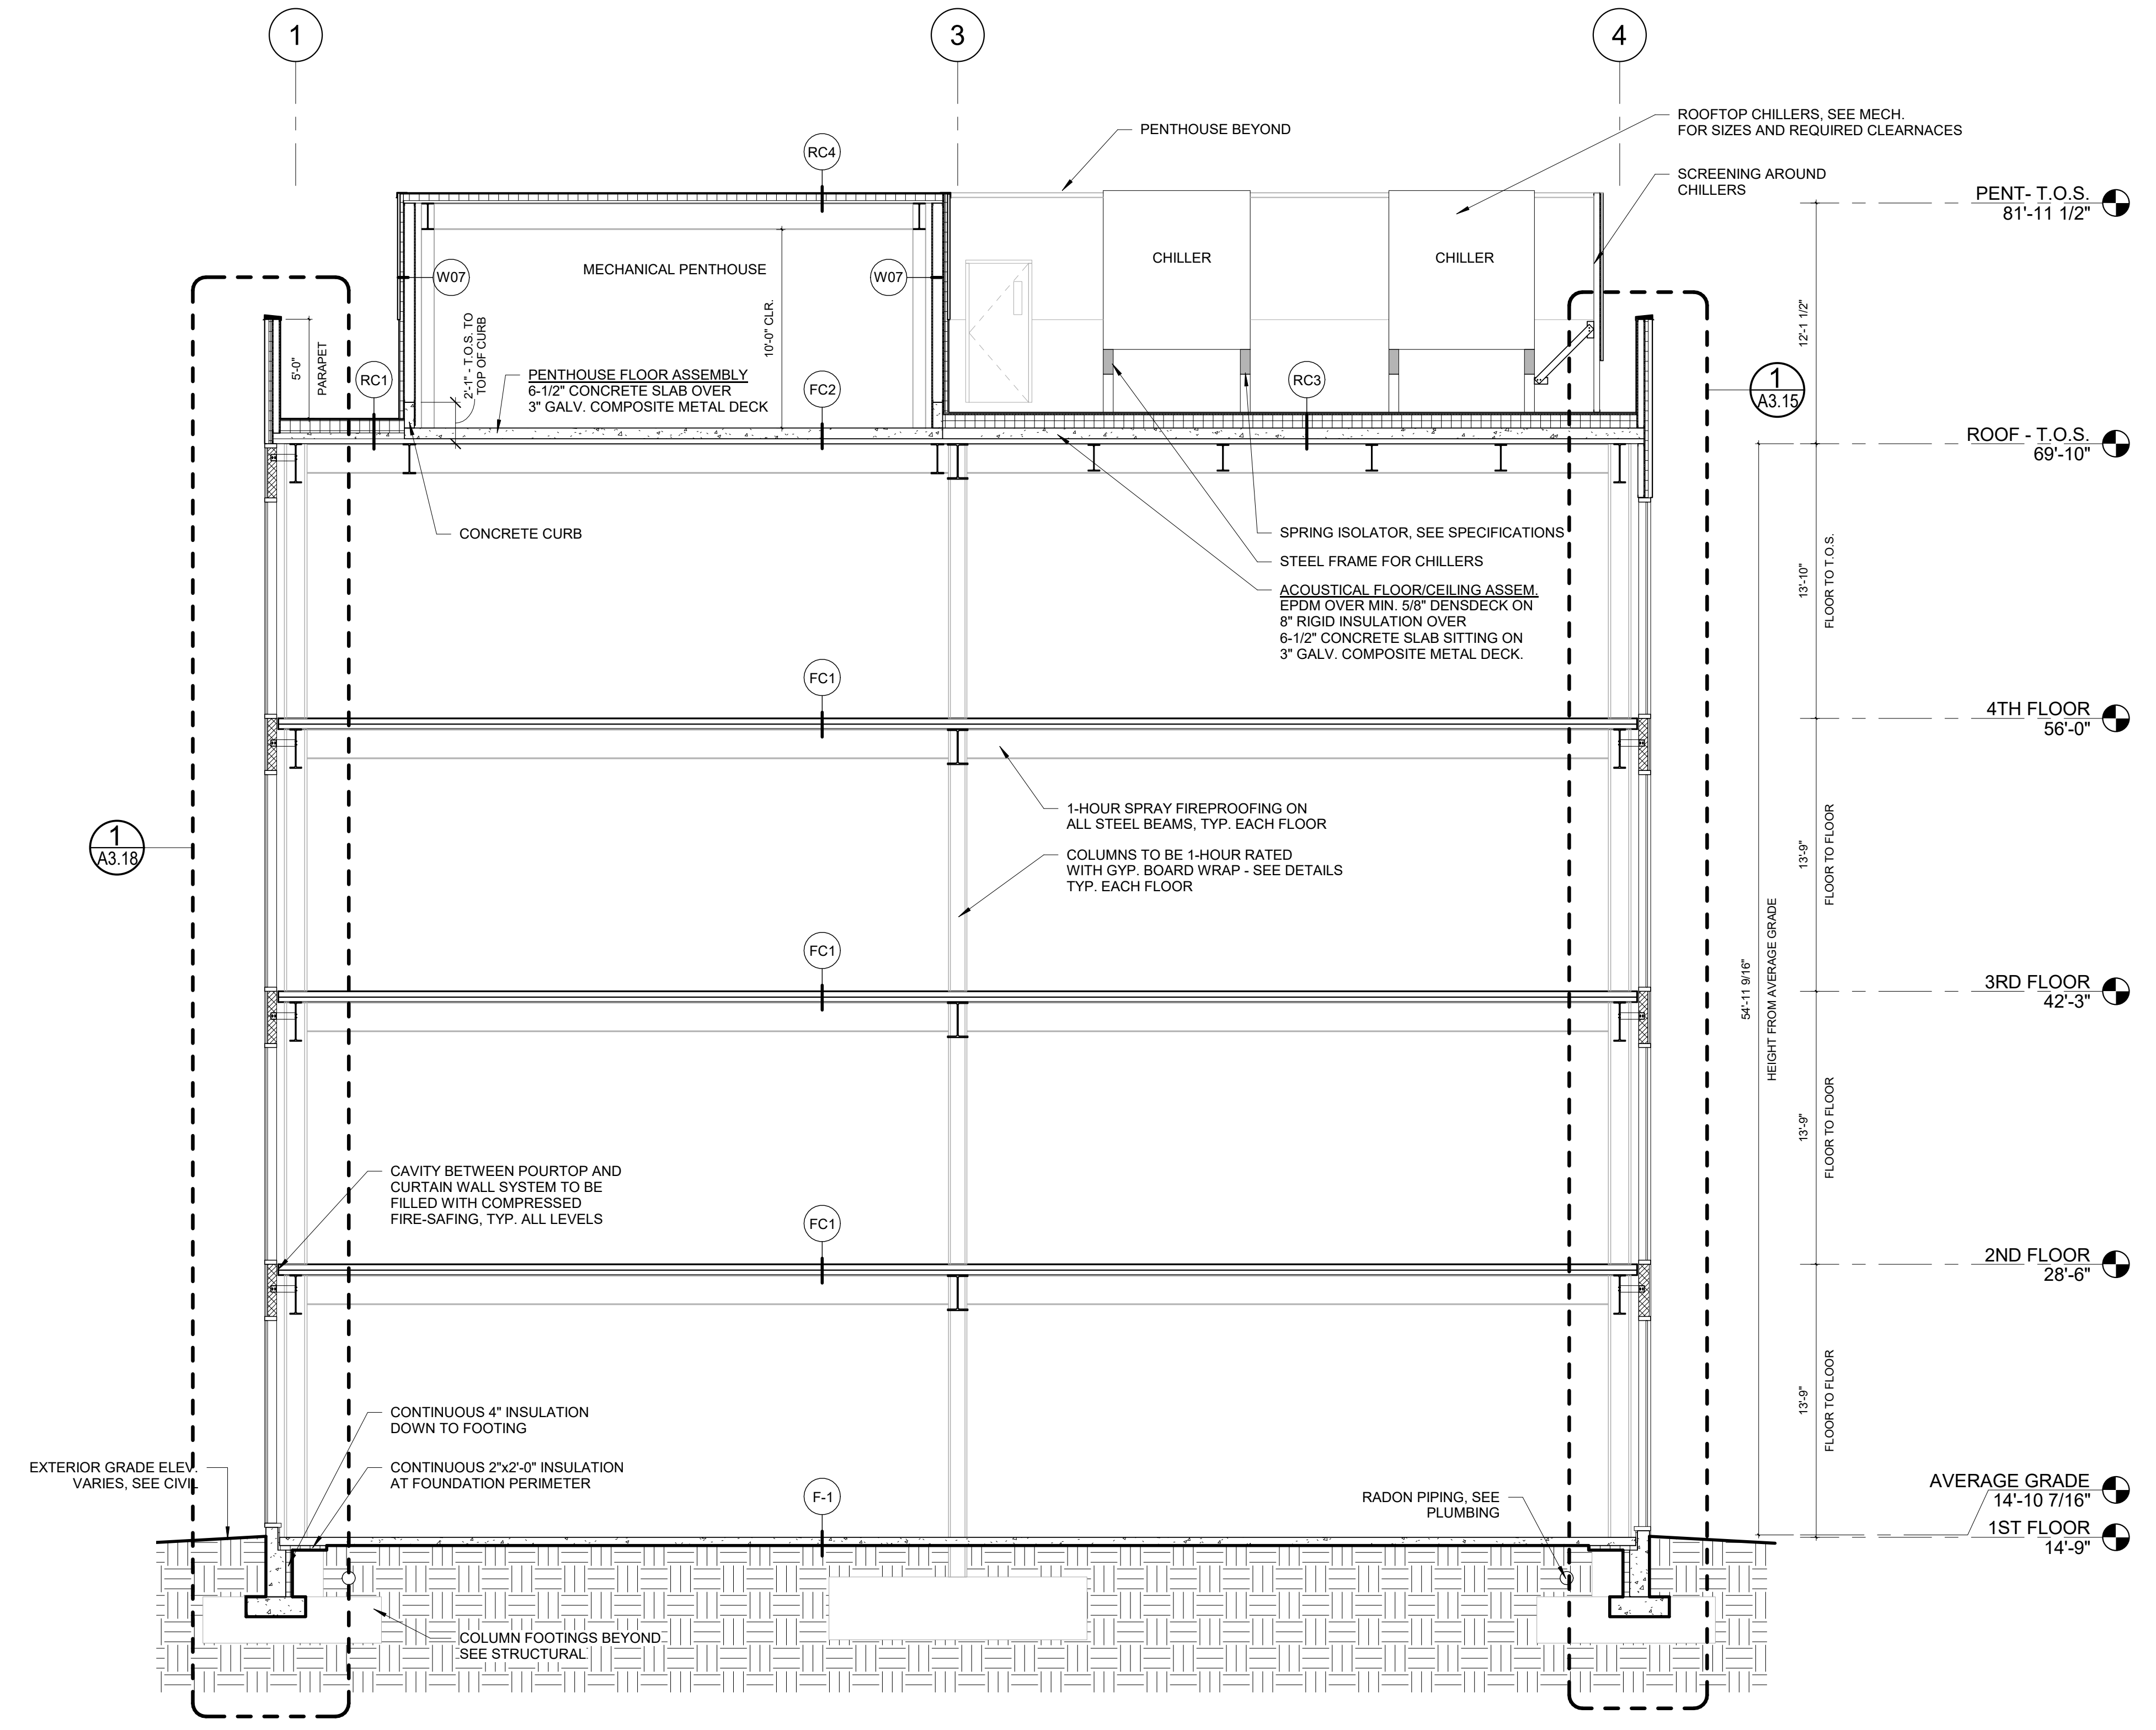 1
3
4
PENTHOUSE BEYOND
ROOFTOP CHILLERS, SEE MECH.
FOR SIZES AND REQUIRED CLEARNACES
SCREENING AROUND
CHILLERS
RC4
PENT- T.O.S.
81'-11 1/2"
CHILLER
CHILLER
MECHANICAL PENTHOUSE
W07
W07
10'-0" CLR.
2'-1" - T.O.S. TO
TOP OF CURB
5'-0"
PARAPET
RC1
PENTHOUSE FLOOR ASSEMBLY
6-1/2" CONCRETE SLAB OVER
3" GALV. COMPOSITE METAL DECK
FC2
RC3
12'-1 1/2"
1
A3.15
ROOF - T.O.S.
69'-10"
CONCRETE CURB
SPRING ISOLATOR, SEE SPECIFICATIONS
STEEL FRAME FOR CHILLERS
ACOUSTICAL FLOOR/CEILING ASSEM.
EPDM OVER MIN. 5/8" DENSDECK ON
8" RIGID INSULATION OVER
6-1/2" CONCRETE SLAB SITTING ON
3" GALV. COMPOSITE METAL DECK.
13'-10"
FLOOR TO T.O.S.
FC1
4TH FLOOR
56'-0"
1-HOUR SPRAY FIREPROOFING ON
ALL STEEL BEAMS, TYP. EACH FLOOR
COLUMNS TO BE 1-HOUR RATED
WITH GYP. BOARD WRAP - SEE DETAILS
TYP. EACH FLOOR
1
A3.18
13'-9"
FLOOR TO FLOOR
54'-11 9/16"
HEIGHT FROM AVERAGE GRADE
FC1
3RD FLOOR
42'-3"
13'-9"
FLOOR TO FLOOR
CAVITY BETWEEN POURTOP AND
CURTAIN WALL SYSTEM TO BE
FILLED WITH COMPRESSED
FIRE-SAFING, TYP. ALL LEVELS
FC1
2ND FLOOR
28'-6"
13'-9"
FLOOR TO FLOOR
CONTINUOUS 4" INSULATION
DOWN TO FOOTING
CONTINUOUS 2"x2'-0" INSULATION
AT FOUNDATION PERIMETER
EXTERIOR GRADE ELEV.
VARIES, SEE CIVIL
F-1
RADON PIPING, SEE
PLUMBING
AVERAGE GRADE
14'-10 7/16"
1ST FLOOR
14'-9"
COLUMN FOOTINGS BEYOND
SEE STRUCTURAL